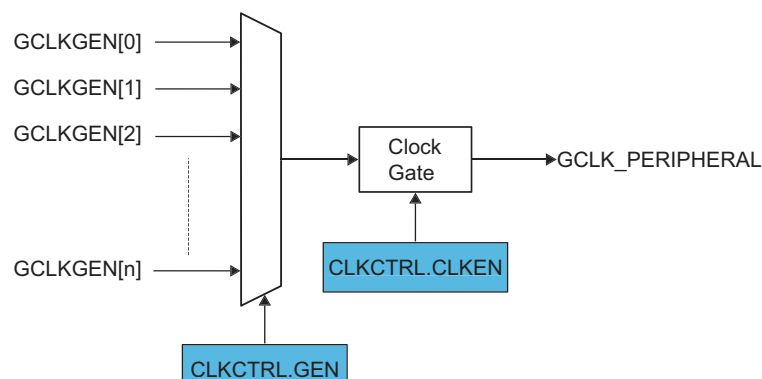 GCLKGEN[0]
GCLKGEN[1]
GCLKGEN[2]
GCLKGEN[n]
Clock
Gate
GCLK_PERIPHERAL
CLKCTRL.CLKEN
CLKCTRL.GEN